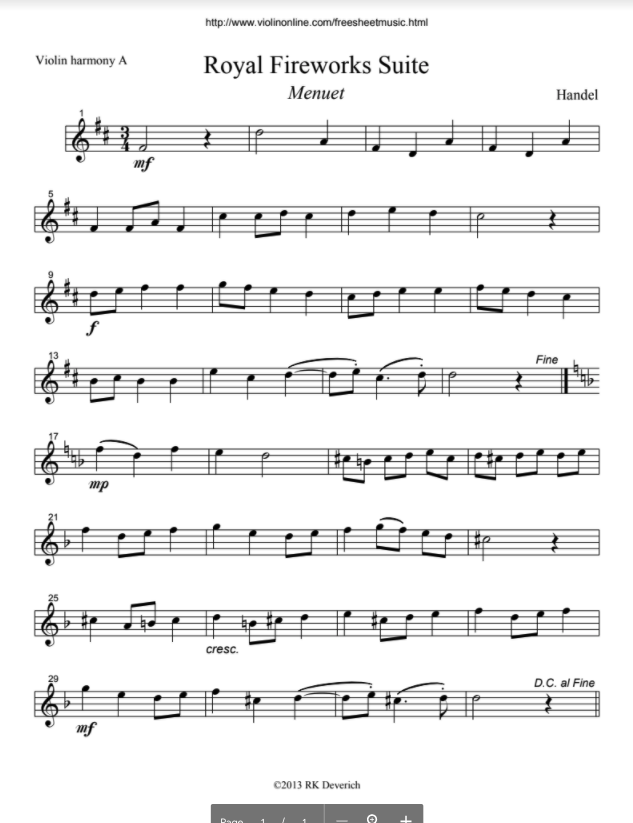 http://www.violinonline.com/freesheetmusic.html
Violin harmony A
Royal Fireworks Suite
Menuet
Handel
1
3
4
mf
5
9
f
13
Fine
17
mp
21
25
cresc.
29
D.C. al Fine
mf
©2013 RK Deverich
Page 1 / 1